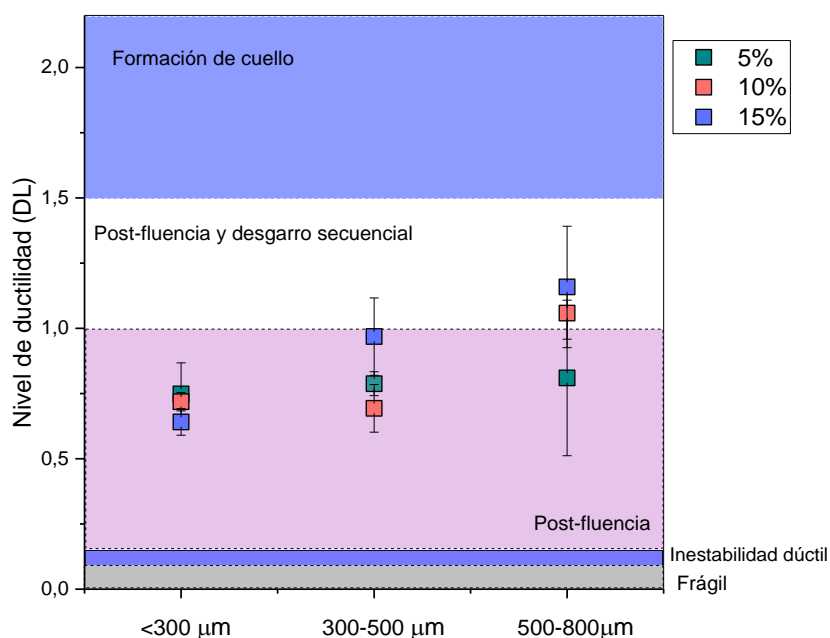 Formación de cuello
5%
10%
15%
2,0
1,5
Post-fluencia y desgarro secuencial
1,0
0,5
0,0
Nivel de ductilidad (DL)
Post-fluencia
Inestabilidad dúctil
Frágil
<300 µm
300-500 µm
500-800µm